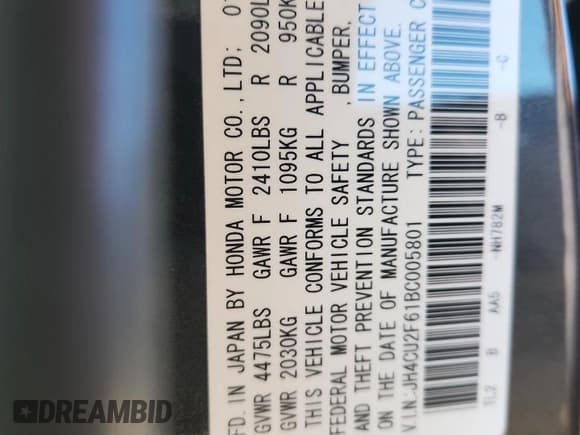 FD. IN JAPAN BY HONDA MOTOR CO., LTD;
GVWR 4475LBS GAWR F 2410LBS R 2090L
GVWR 2030KG GAWR F 1095KG R 950K
THIS VEHICLE CONFORMS TO ALL APPLICABLE
FEDERAL MOTOR VEHICLE SAFETY , BUMPER,
AND THEFT PREVENTION STANDARDS IN EFFECT
ON THE DATE OF MANUFACTURE SHOWN ABOVE.
V.I.N.:JH4CU2F61BC005801 TYPE: PASSENGER C
TL2 B AA5 -NH782M -B -C
DREAMBID